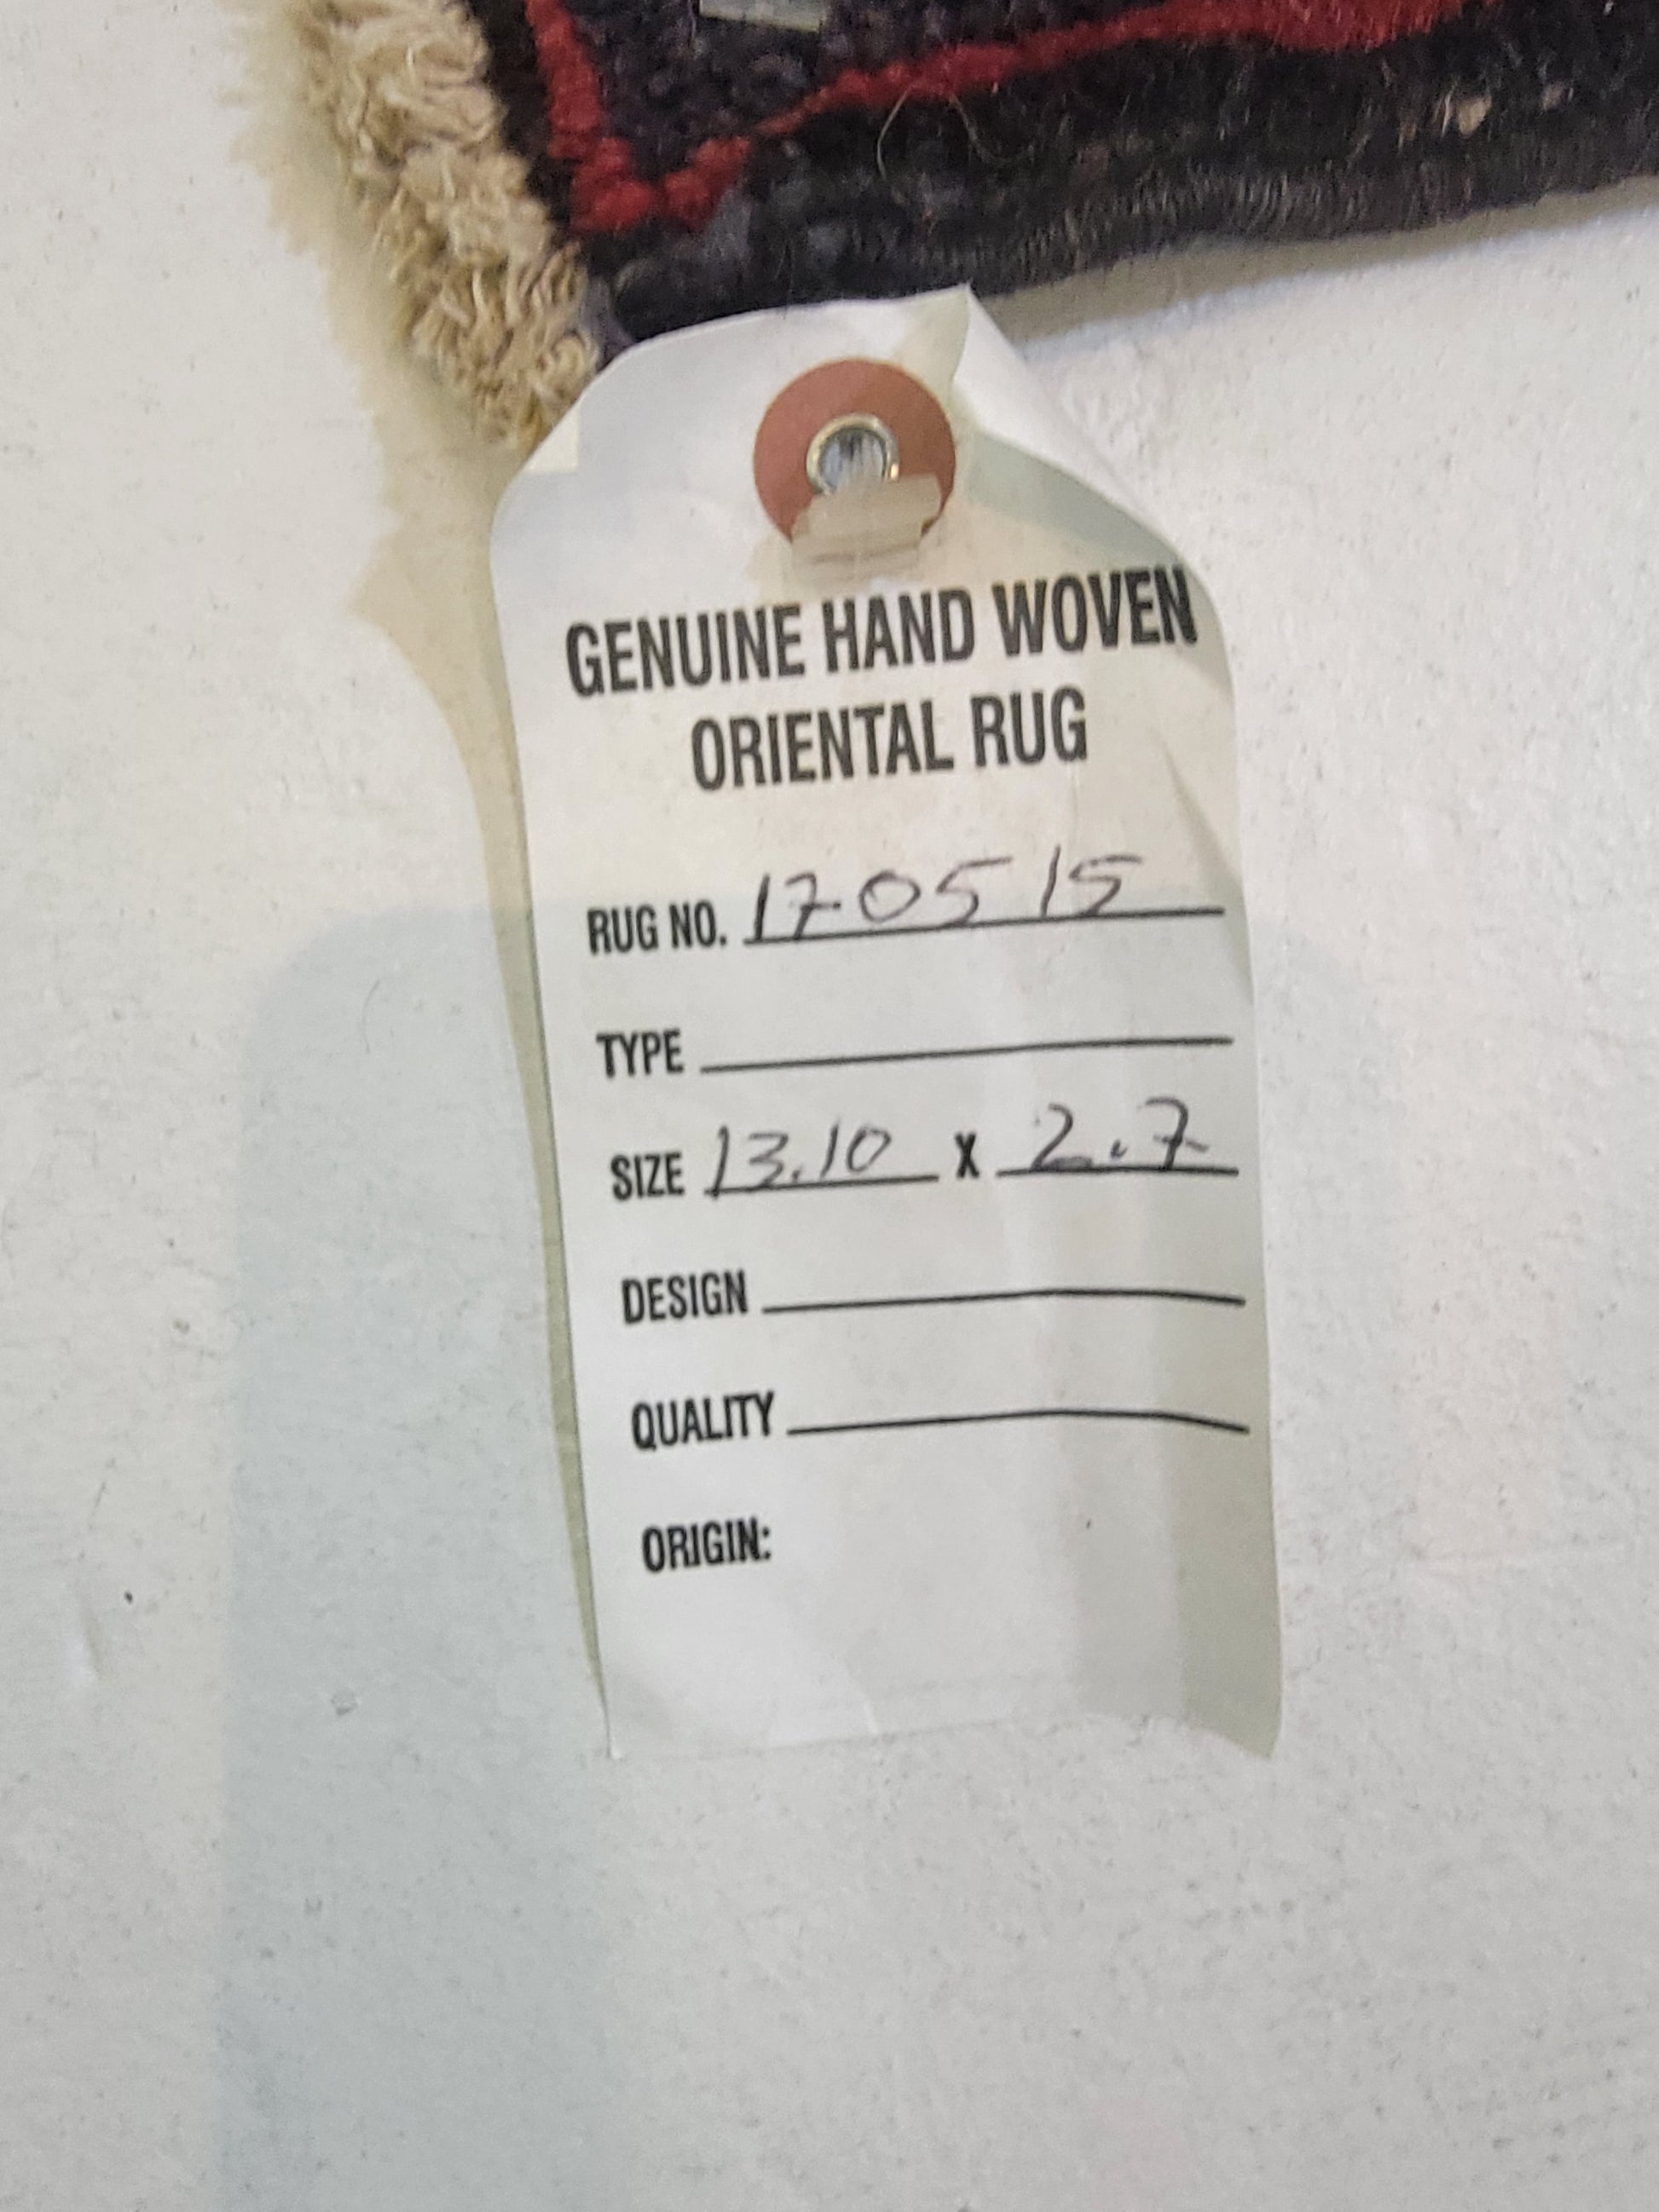 GENUINE HAND WOVEN
ORIENTAL RUG
RUG NO. 170515
TYPE
SIZE 13.10 X 2.7
DESIGN
QUALITY
ORIGIN: